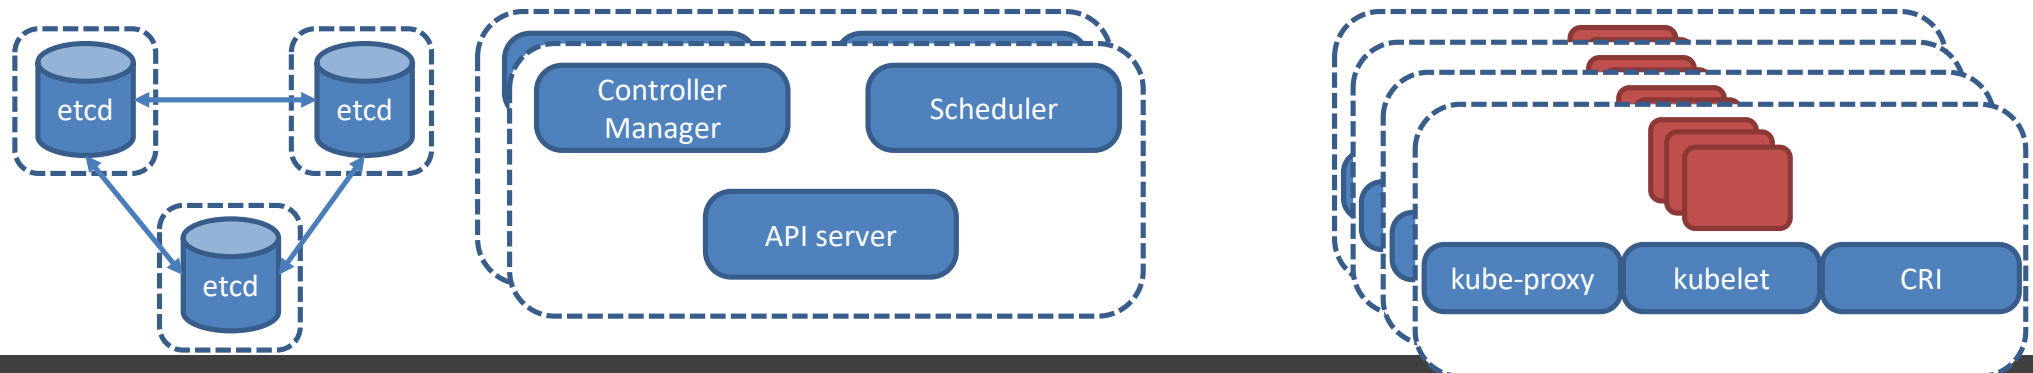 etcd
etcd
etcd
Controller
Manager
Scheduler
API server
kube-proxy
kubelet
CRI